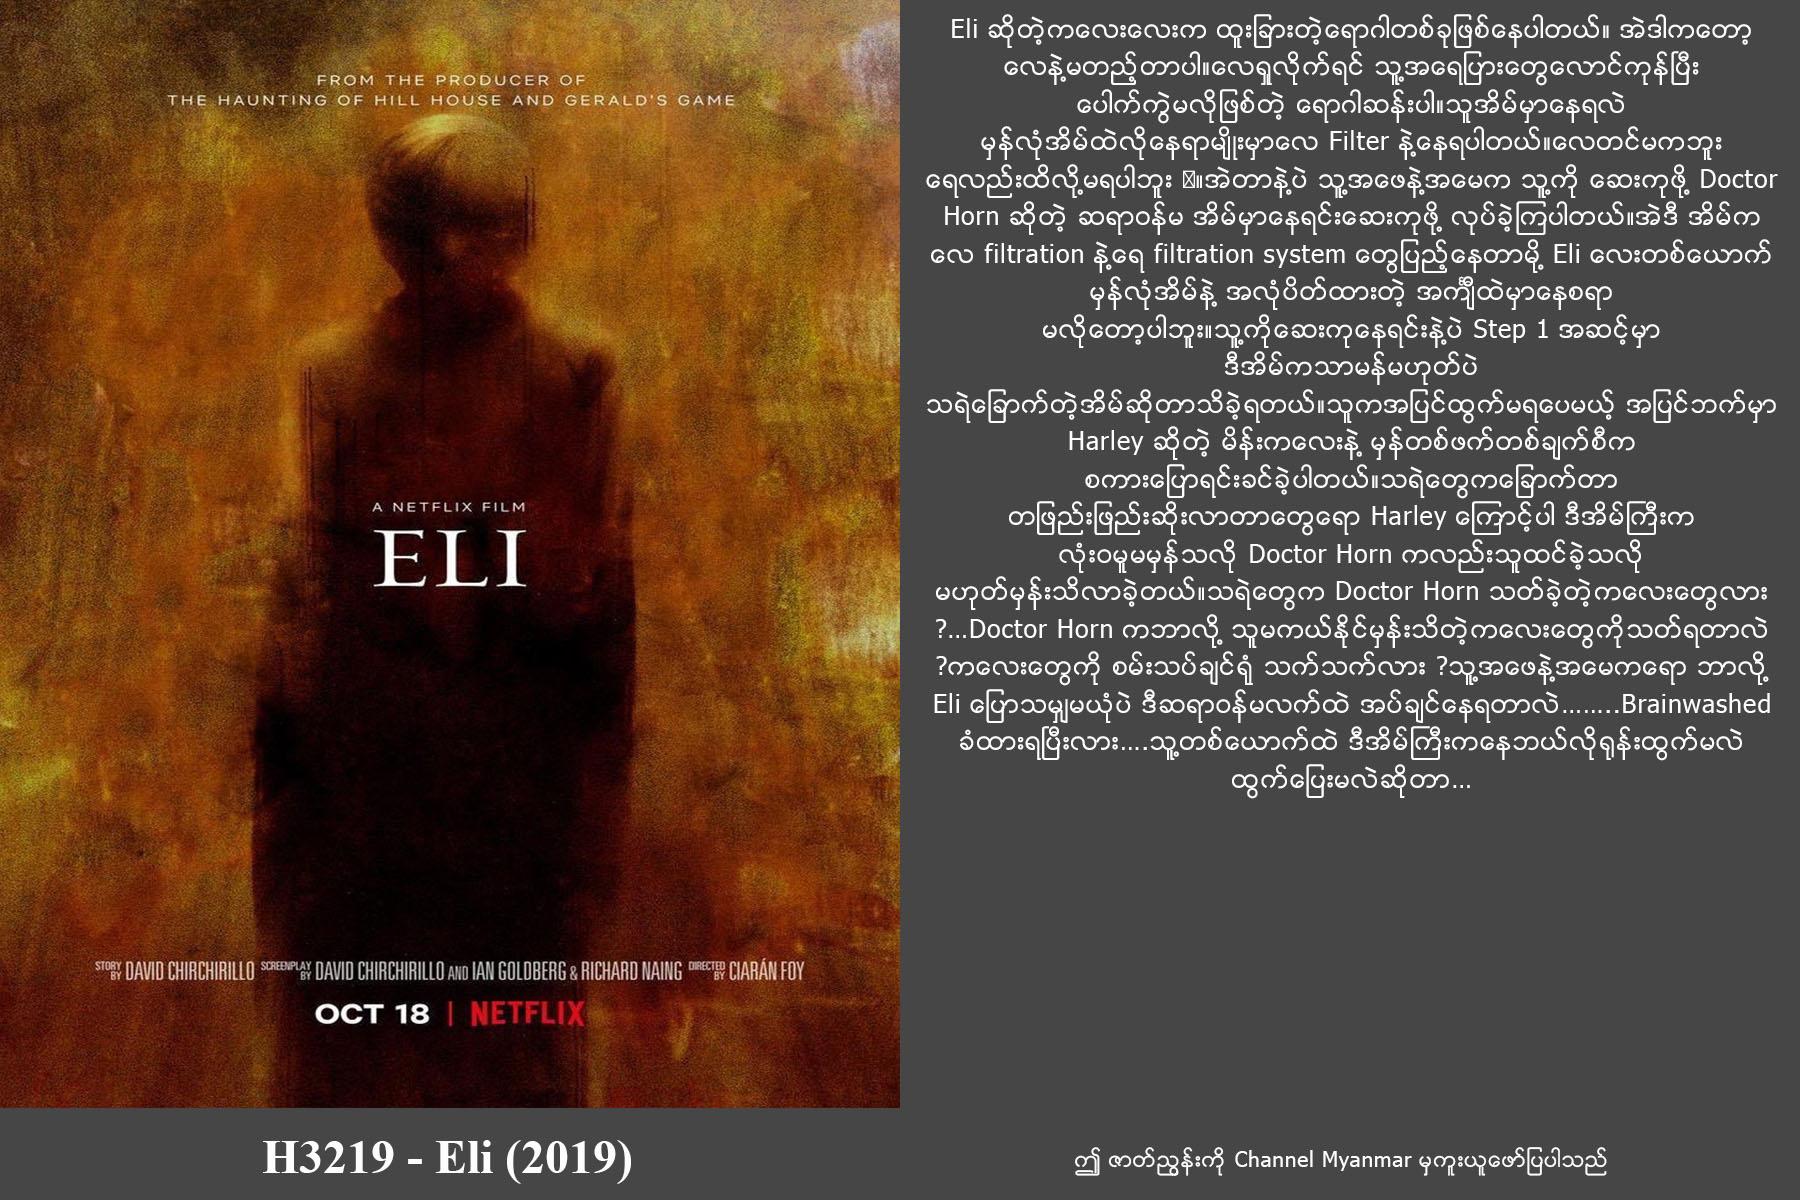 FROM THE PRODUCER OF
THE HAUNTING OF HILL HOUSE AND GERALD'S GAME
A NETFLIX FILM
ELI
STORY BY DAVID CHIRCHIRILLO SCREENPLAY BY DAVID CHIRCHIRILLO AND IAN GOLDBERG & RICHARD NAING DIRECTED BY CIARÁN FOY
OCT 18 | NETFLIX
H3219 - Eli (2019)
Eli ဆိုတဲ့ကလေးလေးက ထူးခြားတဲ့ရောဂါတစ်ခုဖြစ်နေပါတယ်။ အဲဒါကတော့
လေနဲ့မတည့်တာပါ။လေရှူလိုက်ရင် သူ့အရေပြားတွေလောင်ကုန်ပြီး
ပေါက်ကွဲမလိုဖြစ်တဲ့ ရောဂါဆန်းပါ။သူအိမ်မှာနေရလဲ
မှန်လုံအိမ်ထဲလိုနေရာမျိုးမှာလေ Filter နဲ့နေရပါတယ်။လေတင်မကဘူး
ရေလည်းထိလို့မရပါဘူး ။အဲတာနဲ့ပဲ သူ့အဖေနဲ့အမေက သူ့ကို ဆေးကုဖို့ Doctor
Horn ဆိုတဲ့ ဆရာဝန်မ အိမ်မှာနေရင်းဆေးကုဖို့ လုပ်ခဲ့ကြပါတယ်။အဲဒီ အိမ်က
လေ filtration နဲ့ရေ filtration system တွေပြည့်နေတာမို့ Eli လေးတစ်ယောက်
မှန်လုံအိမ်နဲ့ အလုံပိတ်ထားတဲ့ အင်္ကျီထဲမှာနေစရာ
မလိုတော့ပါဘူး။သူ့ကိုဆေးကုနေရင်းနဲ့ပဲ Step 1 အဆင့်မှာ
ဒီအိမ်ကသာမန်မဟုတ်ပဲ
သရဲခြောက်တဲ့အိမ်ဆိုတာသိခဲ့ရတယ်။သူကအပြင်ထွက်မရပေမယ့် အပြင်ဘက်မှာ
Harley ဆိုတဲ့ မိန်းကလေးနဲ့ မှန်တစ်ဖက်တစ်ချက်စီက
စကားပြောရင်းခင်ခဲ့ပါတယ်။သရဲတွေကခြောက်တာ
တဖြည်းဖြည်းဆိုးလာတာတွေရော Harley ကြောင့်ပါ ဒီအိမ်ကြီးက
လုံးဝမူမမှန်သလို Doctor Horn ကလည်းသူထင်ခဲ့သလို
မဟုတ်မှန်းသိလာခဲ့တယ်။သရဲတွေက Doctor Horn သတ်ခဲ့တဲ့ကလေးတွေလား
?...Doctor Horn ကဘာလို့ သူမကယ်နိုင်မှန်းသိတဲ့ကလေးတွေကိုသတ်ရတာလဲ
?ကလေးတွေကို စမ်းသပ်ချင်ရုံ သက်သက်လား ?သူ့အဖေနဲ့အမေကရော ဘာလို့
Eli ပြောသမျှမယုံပဲ ဒီဆရာဝန်မလက်ထဲ အပ်ချင်နေရတာလဲ........Brainwashed
ခံထားရပြီးလား....သူ့တစ်ယောက်ထဲ ဒီအိမ်ကြီးကနေဘယ်လိုရုန်းထွက်မလဲ
ထွက်ပြေးမလဲဆိုတာ...
ဤ ဇာတ်ညွှန်းကို Channel Myanmar မှကူးယူဖော်ပြပါသည်